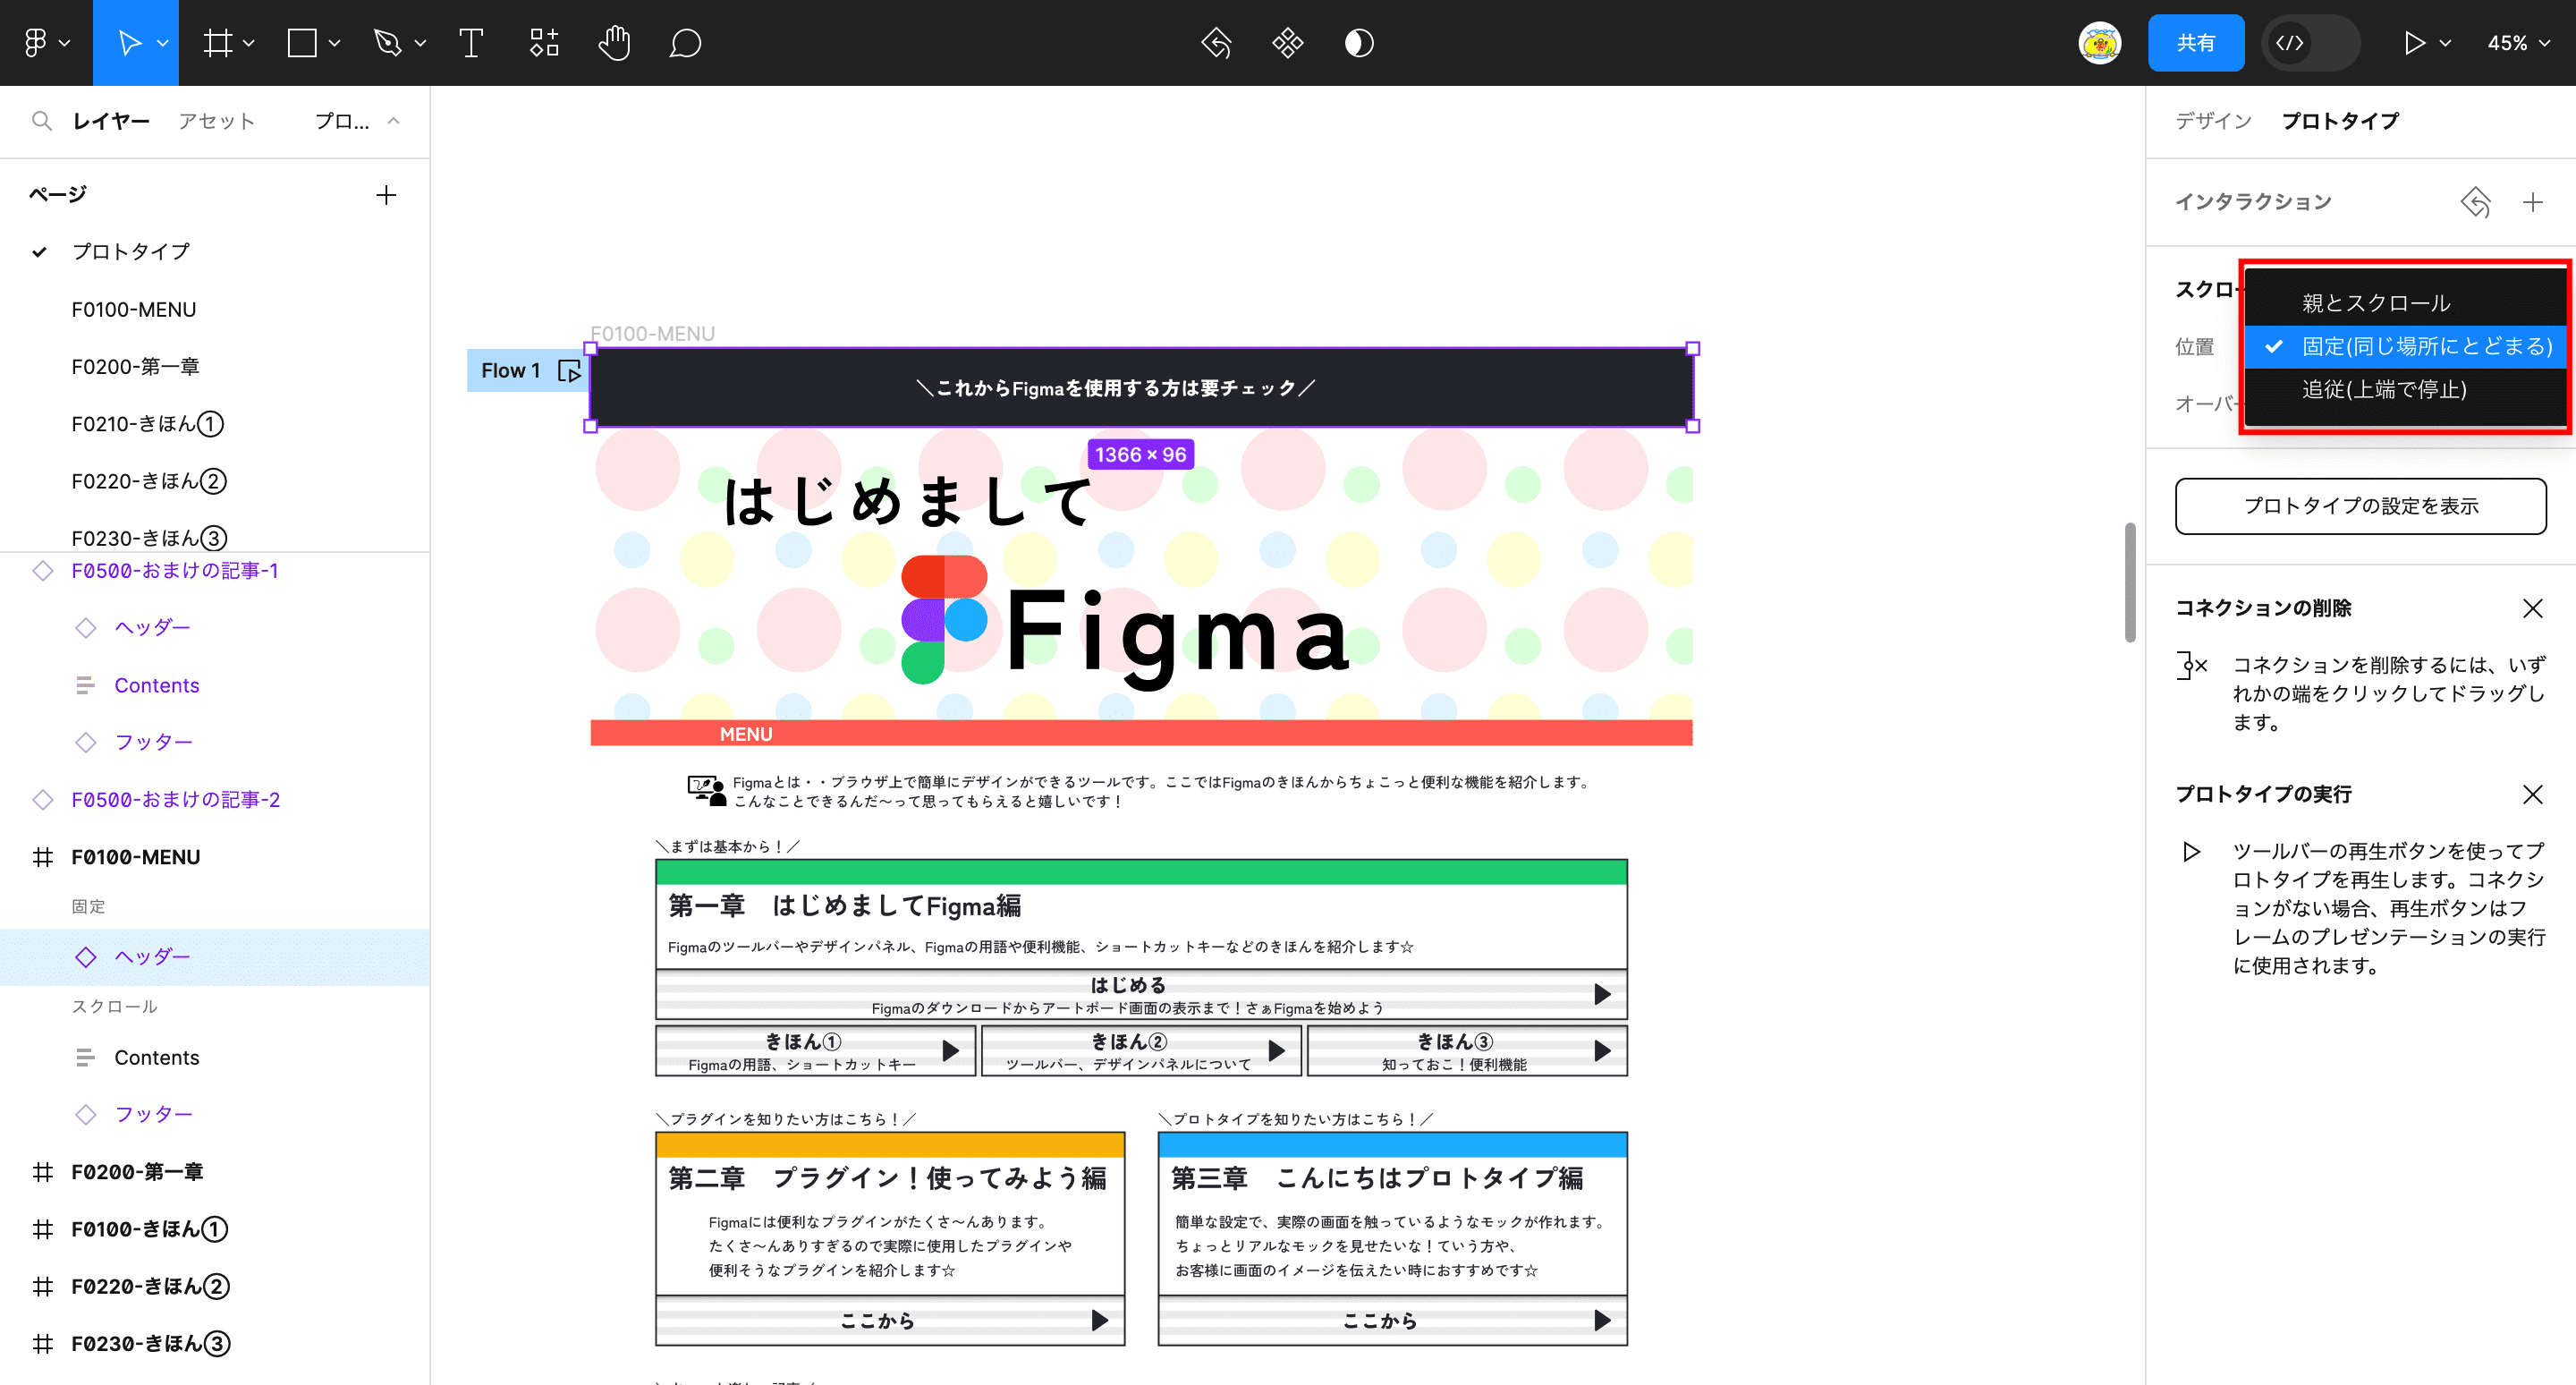 共有
45%
レイヤー
アセット
プロ...
デザイン
プロトタイプ
ページ
プロトタイプ
F0100-MENU
F0200-第一章
F0210-きほん①
F0220-きほん②
F0230-きほん③
F0500-おまけの記事-1
ヘッダー
Contents
フッター
F0500-おまけの記事-2
F0100-MENU
固定
ヘッダー
スクロール
Contents
フッター
F0200-第一章
F0100-きほん①
F0220-きほん②
F0230-きほん③
F0100-MENU
Flow 1
＼これからFigmaを使用する方は要チェック／
1366 × 96
はじめまして
Figma
MENU
Figmaとは・・ブラウザ上で簡単にデザインができるツールです。ここではFigmaのきほんからちょこっと便利な機能を紹介します。
こんなことできるんだ〜って思ってもらえると嬉しいです！
＼まずは基本から！／
第一章　はじめましてFigma編
Figmaのツールバーやデザインパネル、Figmaの用語や便利機能、ショートカットキーなどのきほんを紹介します☆
はじめる
Figmaのダウンロードからアートボード画面の表示まで！さぁFigmaを始めよう
きほん①
Figmaの用語、ショートカットキー
きほん②
ツールバー、デザインパネルについて
きほん③
知っておこ！便利機能
＼プラグインを知りたい方はこちら！／
第二章　プラグイン！使ってみよう編
Figmaには便利なプラグインがたくさ〜んあります。
たくさ〜んありすぎるので実際に使用したプラグインや
便利そうなプラグインを紹介します☆
ここから
＼プロトタイプを知りたい方はこちら！／
第三章　こんにちはプロトタイプ編
簡単な設定で、実際の画面を触っているようなモックが作れます。
ちょっとリアルなモックを見せたいな！ていう方や、
お客様に画面のイメージを伝えたい時におすすめです☆
ここから
インタラクション
スクロー
親とスクロール
位置
固定(同じ場所にとどまる)
追従(上端で停止)
オーバー
プロトタイプの設定を表示
コネクションの削除
コネクションを削除するには、いず
れかの端をクリックしてドラッグし
ます。
プロトタイプの実行
ツールバーの再生ボタンを使ってプ
ロトタイプを再生します。コネクシ
ョンがない場合、再生ボタンはフ
レームのプレゼンテーションの実行
に使用されます。